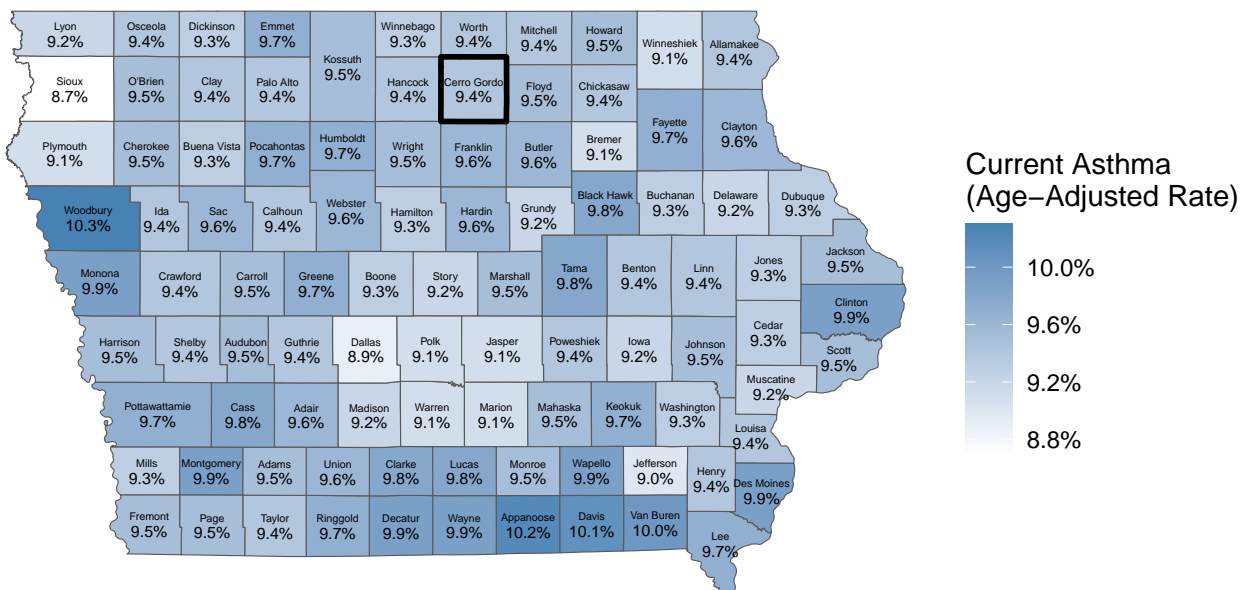 Lyon
9.2%
Osceola
9.4%
Dickinson
9.3%
Emmet
9.7%
Kossuth
9.5%
Winnebago
9.3%
Worth
9.4%
Mitchell
9.4%
Howard
9.5%
Winneshiek
9.1%
Allamakee
9.4%
Sioux
8.7%
O'Brien
9.5%
Clay
9.4%
Palo Alto
9.4%
Hancock
9.4%
Cerro Gordo
9.4%
Floyd
9.5%
Chickasaw
9.4%
Fayette
9.7%
Clayton
9.6%
Plymouth
9.1%
Cherokee
9.5%
Buena Vista
9.3%
Pocahontas
9.7%
Humboldt
9.7%
Wright
9.5%
Franklin
9.6%
Butler
9.6%
Bremer
9.1%
Woodbury
10.3%
Ida
9.4%
Sac
9.6%
Calhoun
9.4%
Webster
9.6%
Hamilton
9.3%
Hardin
9.6%
Grundy
9.2%
Black Hawk
9.8%
Buchanan
9.3%
Delaware
9.2%
Dubuque
9.3%
Monona
9.9%
Crawford
9.4%
Carroll
9.5%
Greene
9.7%
Boone
9.3%
Story
9.2%
Marshall
9.5%
Tama
9.8%
Benton
9.4%
Linn
9.4%
Jones
9.3%
Jackson
9.5%
Clinton
9.9%
Harrison
9.5%
Shelby
9.4%
Audubon
9.5%
Guthrie
9.4%
Dallas
8.9%
Polk
9.1%
Jasper
9.1%
Poweshiek
9.4%
Iowa
9.2%
Johnson
9.5%
Cedar
9.3%
Scott
9.5%
Muscatine
9.2%
Pottawattamie
9.7%
Cass
9.8%
Adair
9.6%
Madison
9.2%
Warren
9.1%
Marion
9.1%
Mahaska
9.5%
Keokuk
9.7%
Washington
9.3%
Louisa
9.4%
Mills
9.3%
Montgomery
9.9%
Adams
9.5%
Union
9.6%
Clarke
9.8%
Lucas
9.8%
Monroe
9.5%
Wapello
9.9%
Jefferson
9.0%
Henry
9.4%
Des Moines
9.9%
Fremont
9.5%
Page
9.5%
Taylor
9.4%
Ringgold
9.7%
Decatur
9.9%
Wayne
9.9%
Appanoose
10.2%
Davis
10.1%
Van Buren
10.0%
Lee
9.7%
Current Asthma
(Age−Adjusted Rate)
10.0%
9.6%
9.2%
8.8%